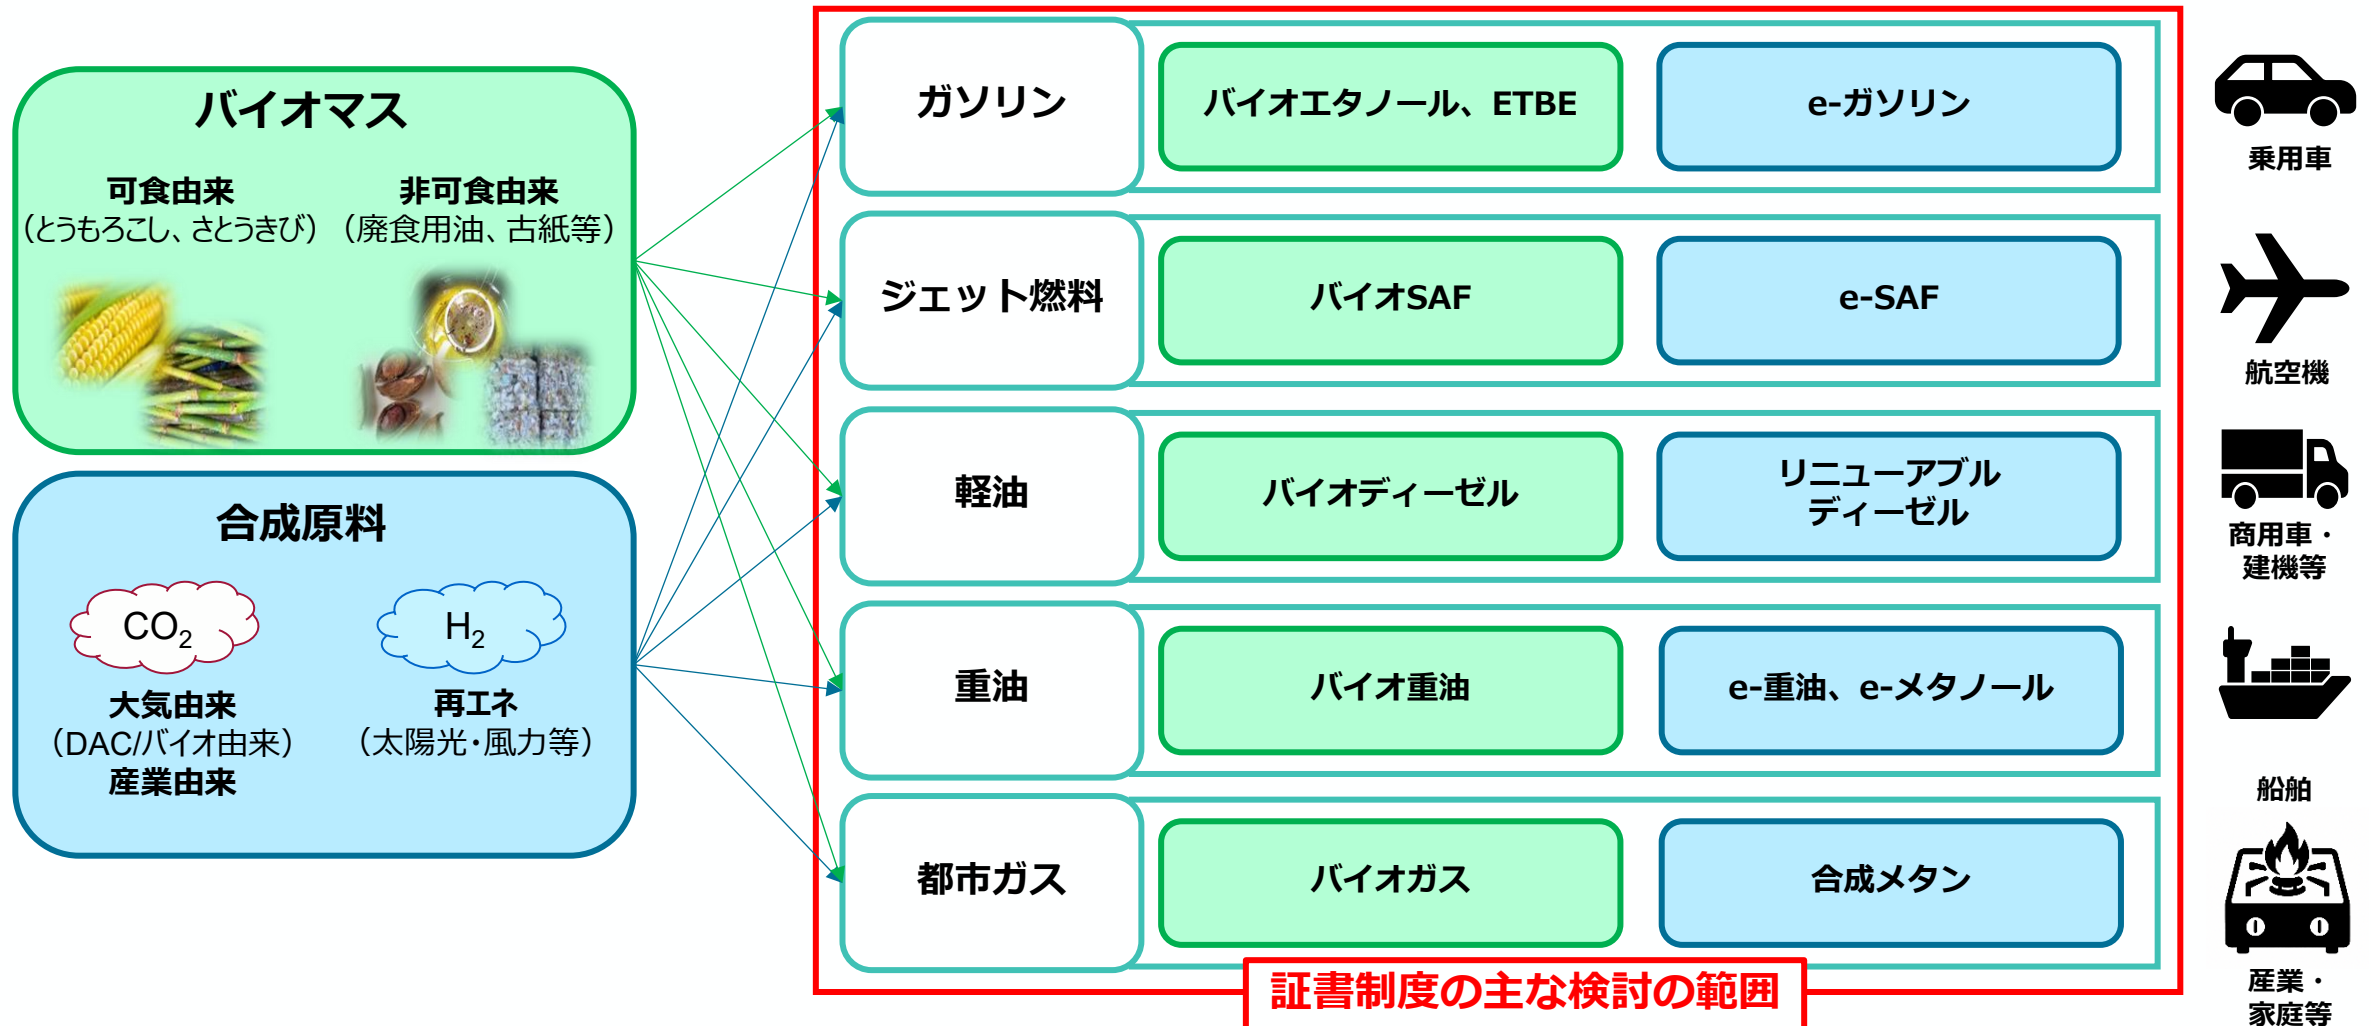 バイオマス
可食由来
(とうもろこし、さとうきび)
非可食由来
(廃食用油、古紙等)
合成原料
CO2
大気由来
(DAC/バイオ由来)
産業由来
H2
再エネ
(太陽光・風力等)
ガソリン
バイオエタノール、ETBE
e-ガソリン
乗用車
ジェット燃料
バイオSAF
e-SAF
航空機
軽油
バイオディーゼル
リニューアブル
ディーゼル
商用車・
建機等
重油
バイオ重油
e-重油、e-メタノール
船舶
都市ガス
バイオガス
合成メタン
産業・
家庭等
証書制度の主な検討の範囲